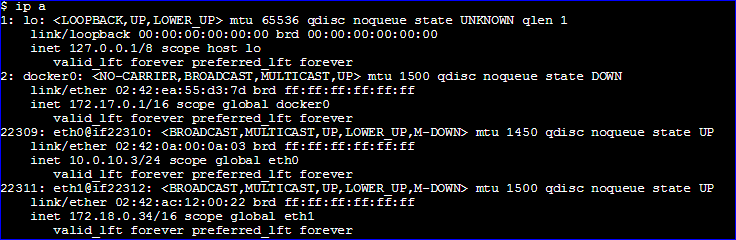 $ ip a
1: lo: <LOOPBACK,UP,LOWER_UP> mtu 65536 qdisc noqueue state UNKNOWN qlen 1
    link/loopback 00:00:00:00:00:00 brd 00:00:00:00:00:00
    inet 127.0.0.1/8 scope host lo
       valid_lft forever preferred_lft forever
2: docker0: <NO-CARRIER,BROADCAST,MULTICAST,UP> mtu 1500 qdisc noqueue state DOWN
    link/ether 02:42:ea:55:d3:7d brd ff:ff:ff:ff:ff:ff
    inet 172.17.0.1/16 scope global docker0
       valid_lft forever preferred_lft forever
22309: eth0@if22310: <BROADCAST,MULTICAST,UP,LOWER_UP,M-DOWN> mtu 1450 qdisc noqueue state UP
    link/ether 02:42:0a:00:0a:03 brd ff:ff:ff:ff:ff:ff
    inet 10.0.10.3/24 scope global eth0
       valid_lft forever preferred_lft forever
22311: eth1@if22312: <BROADCAST,MULTICAST,UP,LOWER_UP,M-DOWN> mtu 1500 qdisc noqueue state UP
    link/ether 02:42:ac:12:00:22 brd ff:ff:ff:ff:ff:ff
    inet 172.18.0.34/16 scope global eth1
       valid_lft forever preferred_lft forever